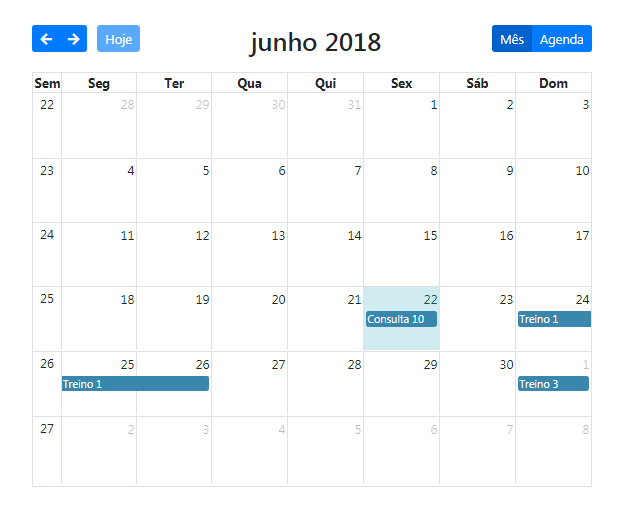 Hoje junho 2018 Mês Agenda
Sem Seg Ter Qua Qui Sex Sáb Dom
22 28 29 30 31 1 2 3
23 4 5 6 7 8 9 10
24 11 12 13 14 15 16 17
25 18 19 20 21 22 23 24
Consulta 10 Treino 1
26 25 26 27 28 29 30 1
Treino 1 Treino 3
27 2 3 4 5 6 7 8